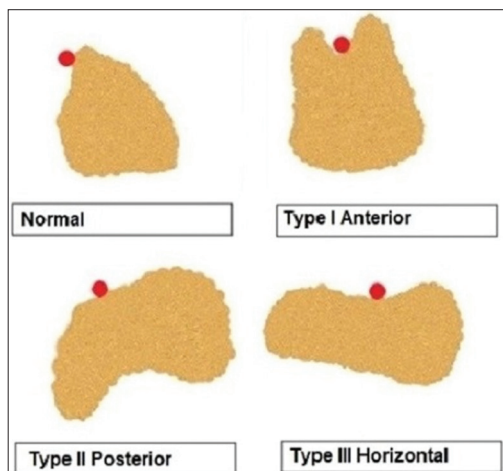 Normal
Type I Anterior
Type II Posterior
Type III Horizontal